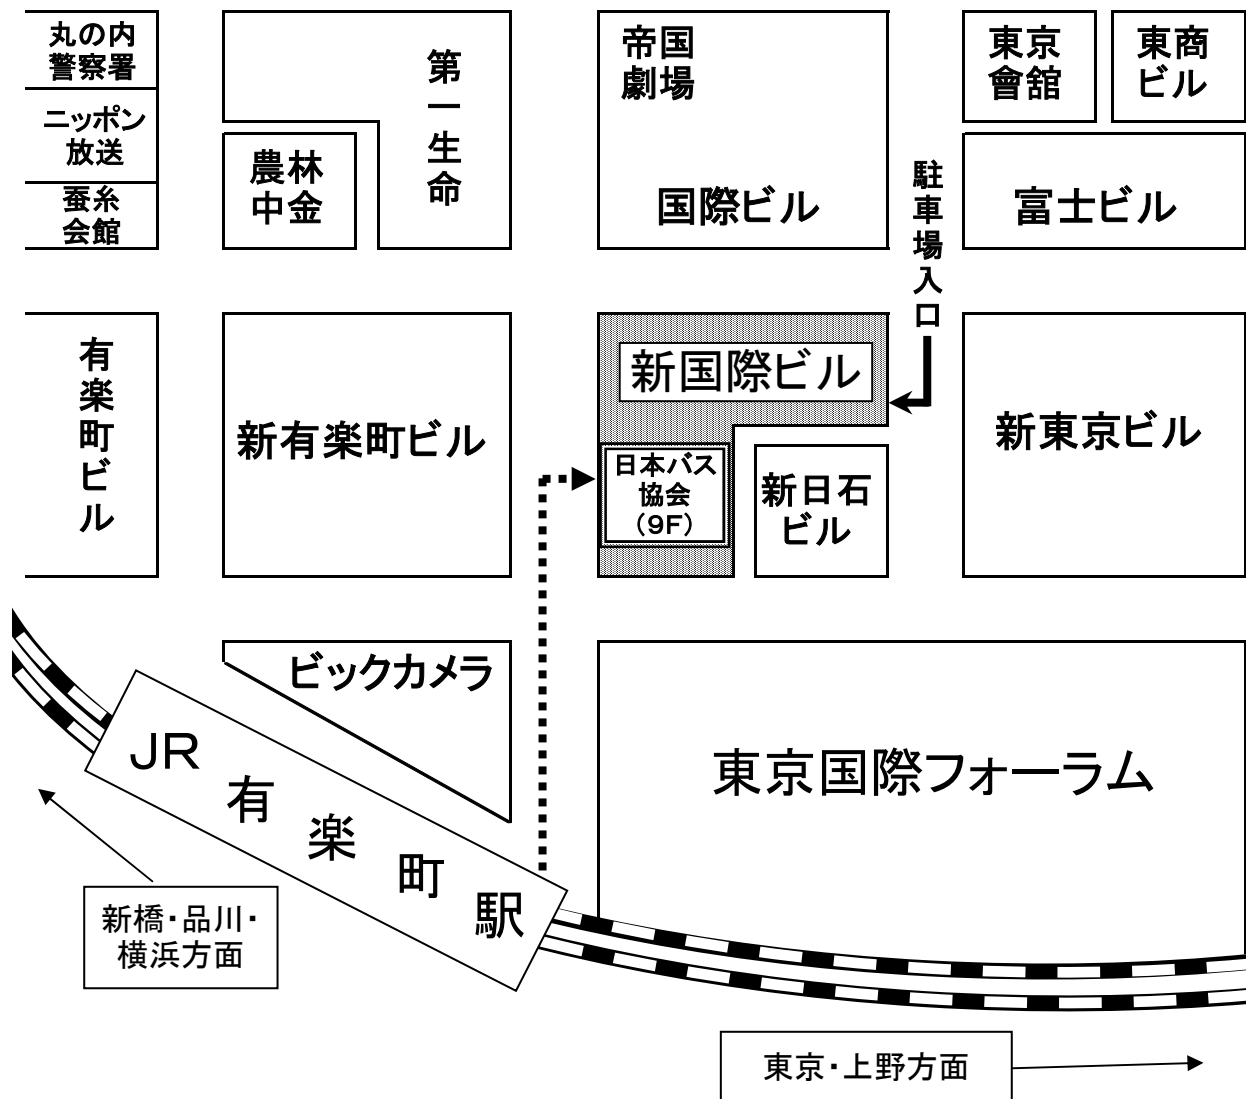 丸の内
警察署
ニッポン
放送
蚕糸
会館
第一生命
農林
中金
帝国
劇場
国際ビル
駐車場入口
東京
會舘
東商
ビル
富士ビル
有楽町ビル
新有楽町ビル
新国際ビル
日本バス
協会
(9F)
新日石
ビル
新東京ビル
ビックカメラ
東京国際フォーラム
JR有楽町駅
新橋・品川・
横浜方面
東京・上野方面